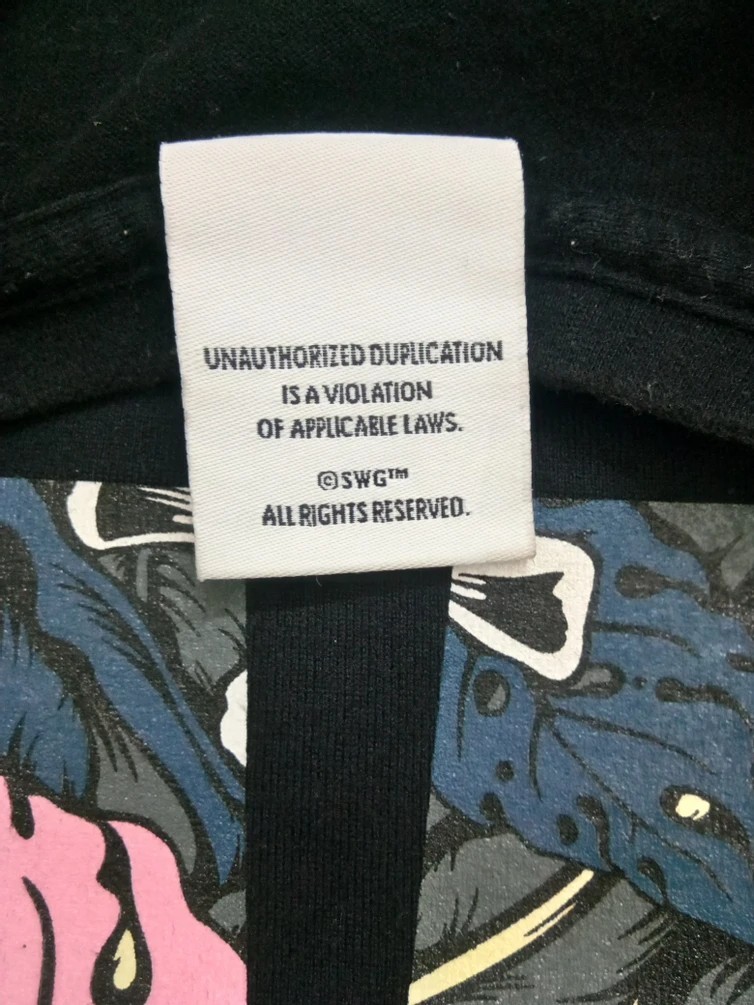 UNAUTHORIZED DUPLICATION
IS A VIOLATION
OF APPLICABLE LAWS.
©SWG™
ALL RIGHTS RESERVED.